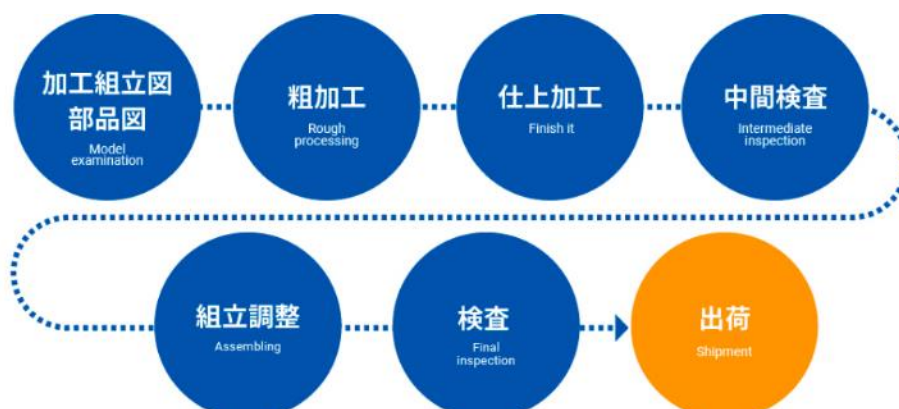 加工組立図
部品図
Model
examination
粗加工
Rough
processing
仕上加工
Finish it
中間検査
Intermediate
inspection
組立調整
Assembling
検査
Final
inspection
出荷
Shipment